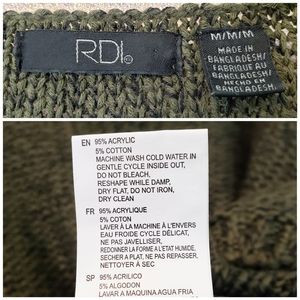 RDI
M/M/M
MADE IN
BANGLADESH/
FABRIQUÉ AU
BANGLADESH/
HECHO EN
BANGLADESH.
EN 95% ACRYLIC
5% COTTON
MACHINE WASH COLD WATER IN
GENTLE CYCLE INSIDE OUT,
DO NOT BLEACH,
RESHAPE WHILE DAMP,
DRY FLAT, DO NOT IRON,
DRY CLEAN
FR 95% ACRYLIQUE
5% COTON
LAVER À LA MACHINE À L'ENVERS
EAU FROIDE CYCLE DÉLICAT,
NE PAS JAVELLISER,
REDONNER LA FORME A L'ETAT HUMIDE,
SECHER A PLAT, NE PAS REPASSER,
NETTOYER À SEC
SP 95% ACRILICO
5% ALGODON
LAVAR A MAQUINA AGUA FRIA